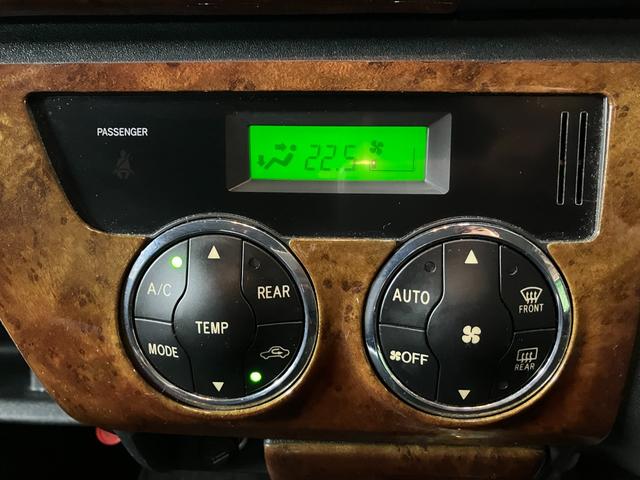 PASSENGER
22.5
A/C
TEMP
REAR
MODE
AUTO
FRONT
OFF
REAR